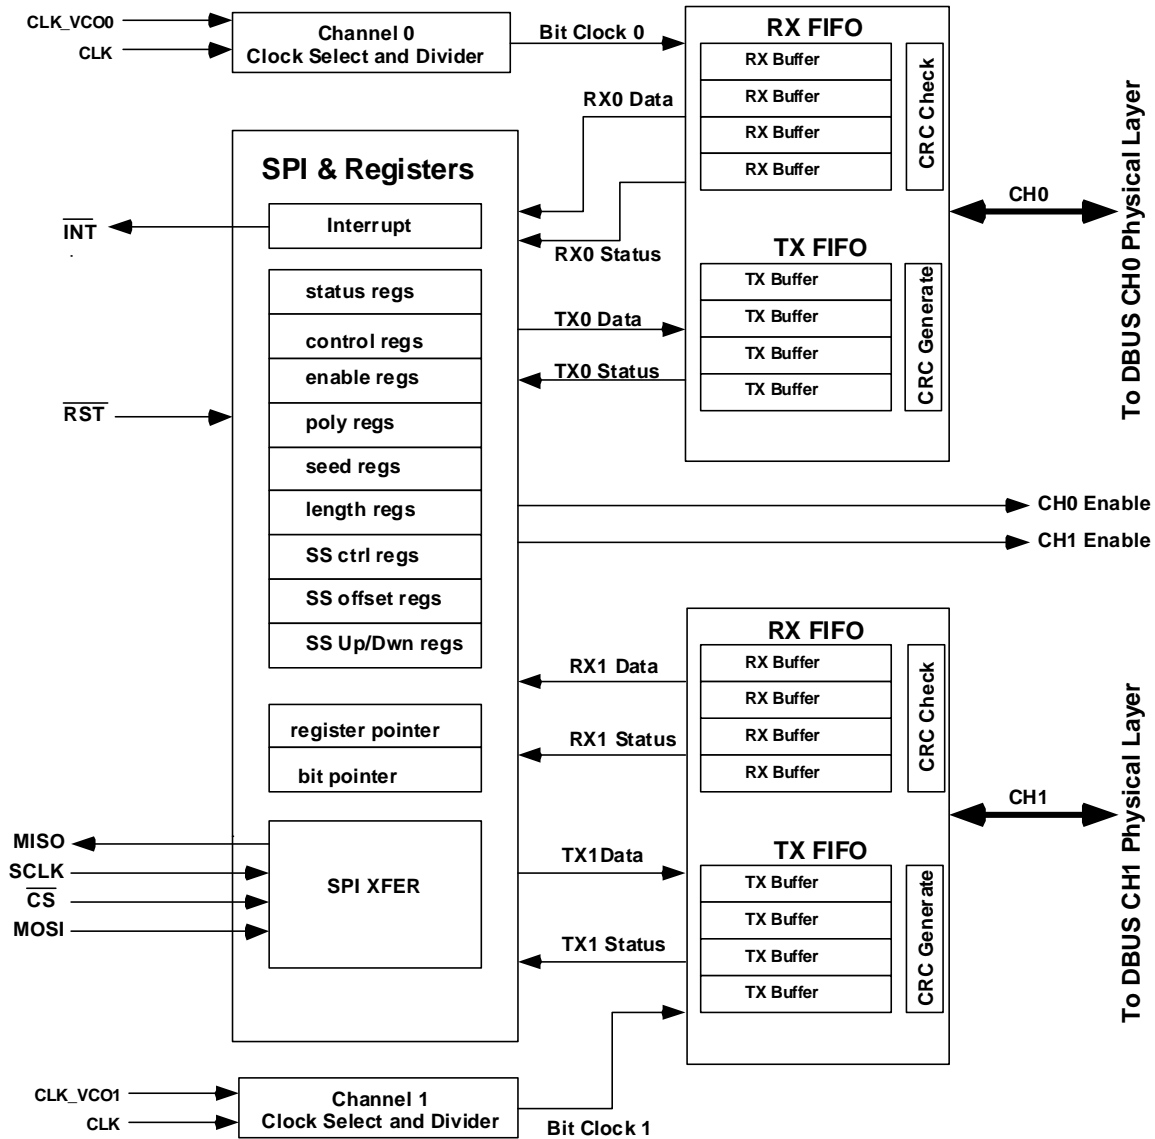 CLK_VCO0
CLK
Channel 0
Clock Select and Divider
Bit Clock 0
RX FIFO
RX Buffer
RX Buffer
RX Buffer
RX Buffer
CRC Check
RX0 Data
RX0 Status
CH0
To DBUS CH0 Physical Layer
TX FIFO
TX Buffer
TX Buffer
TX Buffer
TX Buffer
CRC Generate
TX0 Data
TX0 Status
SPI & Registers
INT
Interrupt
status regs
control regs
enable regs
poly regs
seed regs
length regs
SS ctrl regs
SS offset regs
SS Up/Dwn regs
RST
CH0 Enable
CH1 Enable
register pointer
bit pointer
MISO
SCLK
CS
MOSI
SPI XFER
RX FIFO
RX Buffer
RX Buffer
RX Buffer
RX Buffer
CRC Check
RX1 Data
RX1 Status
CH1
To DBUS CH1 Physical Layer
TX FIFO
TX Buffer
TX Buffer
TX Buffer
TX Buffer
CRC Generate
TX1Data
TX1 Status
CLK_VCO1
CLK
Channel 1
Clock Select and Divider
Bit Clock 1